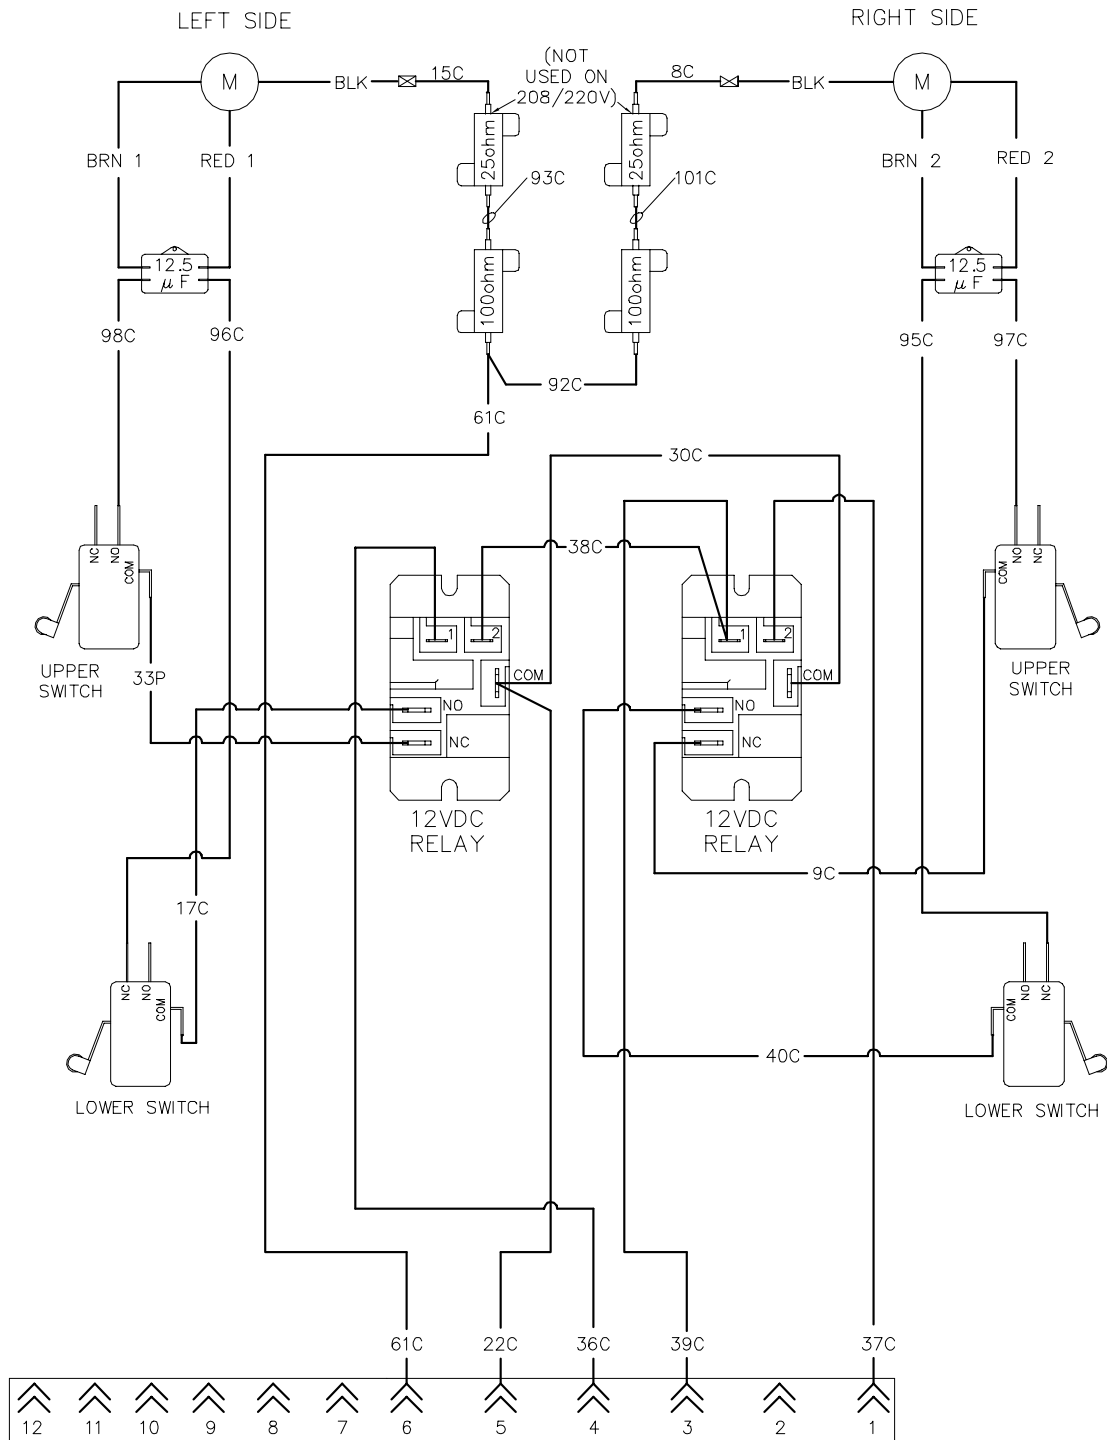 LEFT SIDE
RIGHT SIDE
M
BLK
15C
(NOT
USED ON
208/220V)
8C
BLK
M
BRN 1
RED 1
25ohm
25ohm
BRN 2
RED 2
93C
101C
12.5
µ F
12.5
µ F
100ohm
100ohm
98C
96C
95C
97C
92C
61C
30C
NC
NO
COM
38C
COM
NO
NC
1
2
1
2
UPPER
SWITCH
33P
COM
COM
UPPER
SWITCH
NO
NO
NC
NC
12VDC
RELAY
12VDC
RELAY
9C
17C
NC
NO
COM
COM
NO
NC
40C
LOWER SWITCH
LOWER SWITCH
61C
22C
36C
39C
37C
12
11
10
9
8
7
6
5
4
3
2
1